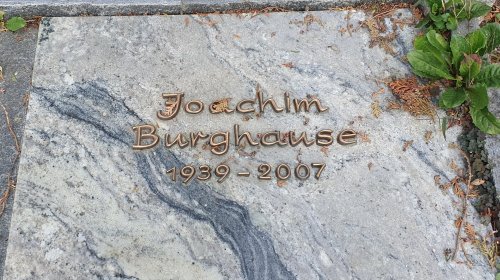 Joachim
Burghause
1939 – 2007